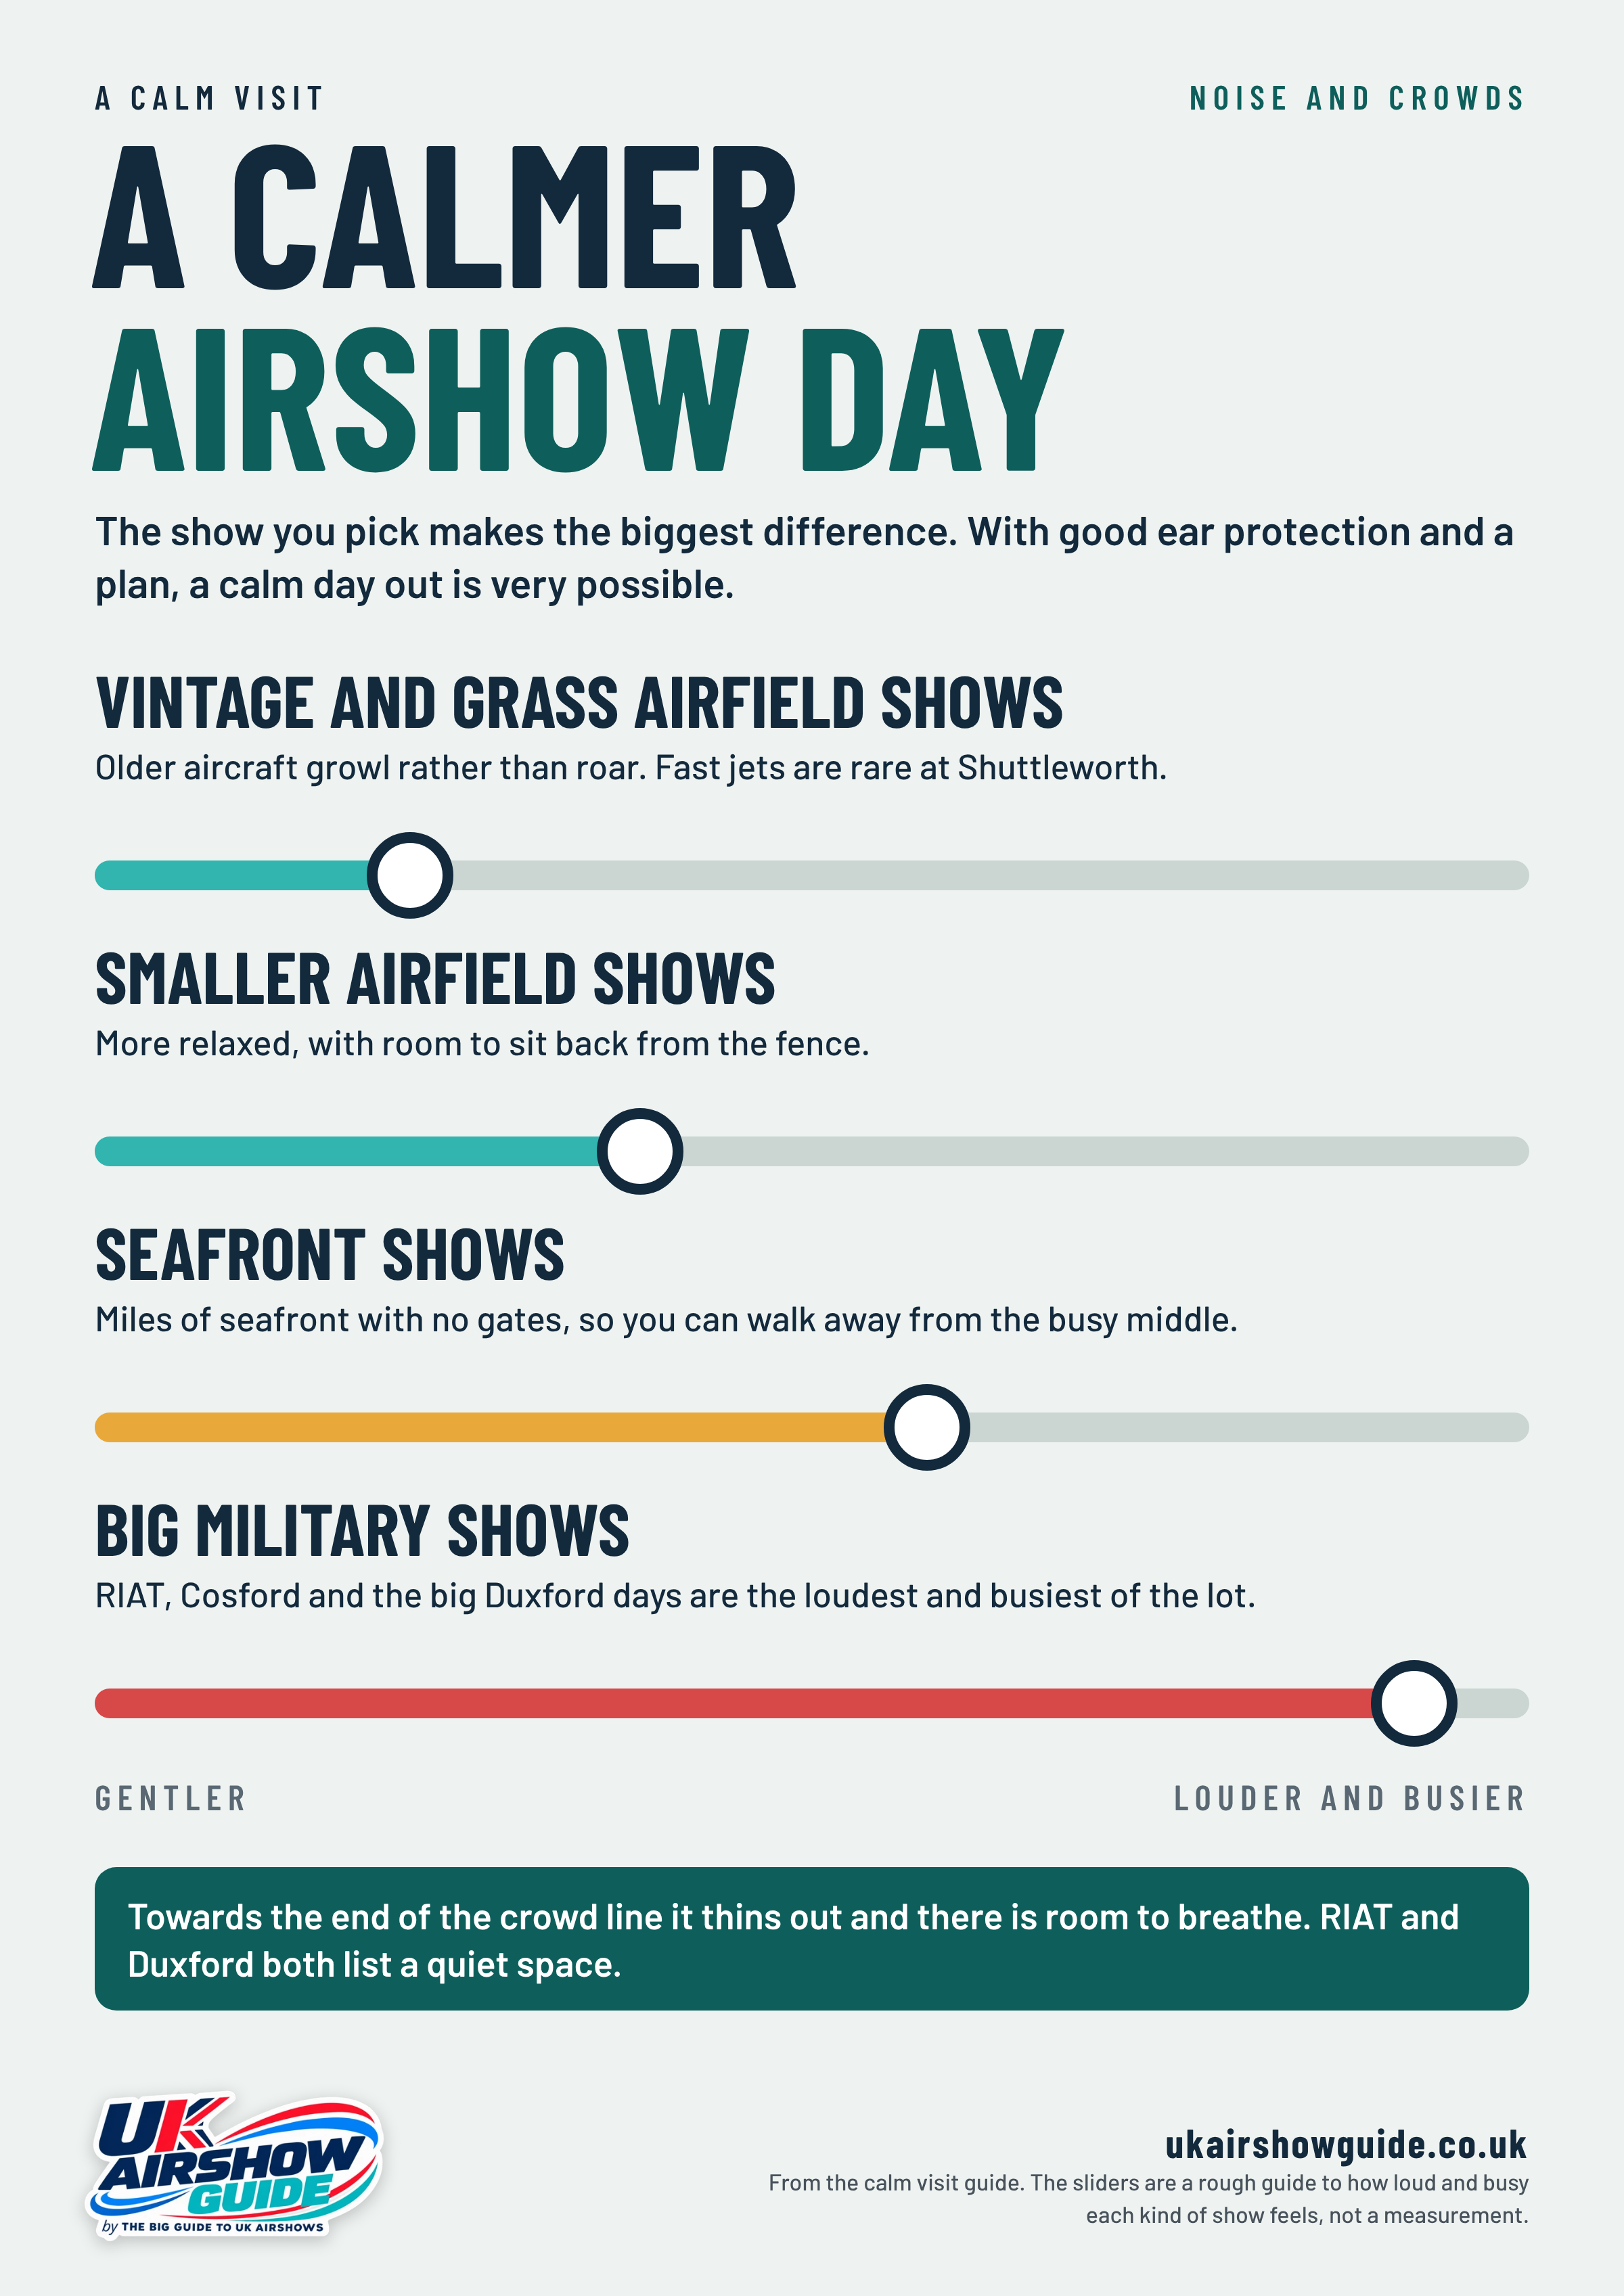 A CALM VISIT
NOISE AND CROWDS
A CALMER
AIRSHOW DAY
The show you pick makes the biggest difference. With good ear protection and a
plan, a calm day out is very possible.
VINTAGE AND GRASS AIRFIELD SHOWS
Older aircraft growl rather than roar. Fast jets are rare at Shuttleworth.
SMALLER AIRFIELD SHOWS
More relaxed, with room to sit back from the fence.
SEAFRONT SHOWS
Miles of seafront with no gates, so you can walk away from the busy middle.
BIG MILITARY SHOWS
RIAT, Cosford and the big Duxford days are the loudest and busiest of the lot.
GENTLER
LOUDER AND BUSIER
Towards the end of the crowd line it thins out and there is room to breathe. RIAT and
Duxford both list a quiet space.
UK
AIRSHOW
GUIDE
by THE BIG GUIDE TO UK AIRSHOWS
ukairshowguide.co.uk
From the calm visit guide. The sliders are a rough guide to how loud and busy
each kind of show feels, not a measurement.